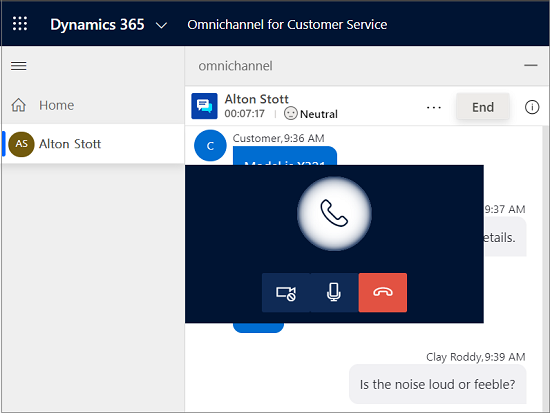 Dynamics 365
Omnichannel for Customer Service
omnichannel
Home
AS
Alton Stott
Alton Stott
00:07:17 | Neutral
...
End
Customer,9:36 AM
C
Model is X321
9:37 AM
etails.
Clay Roddy,9:39 AM
Is the noise loud or feeble?